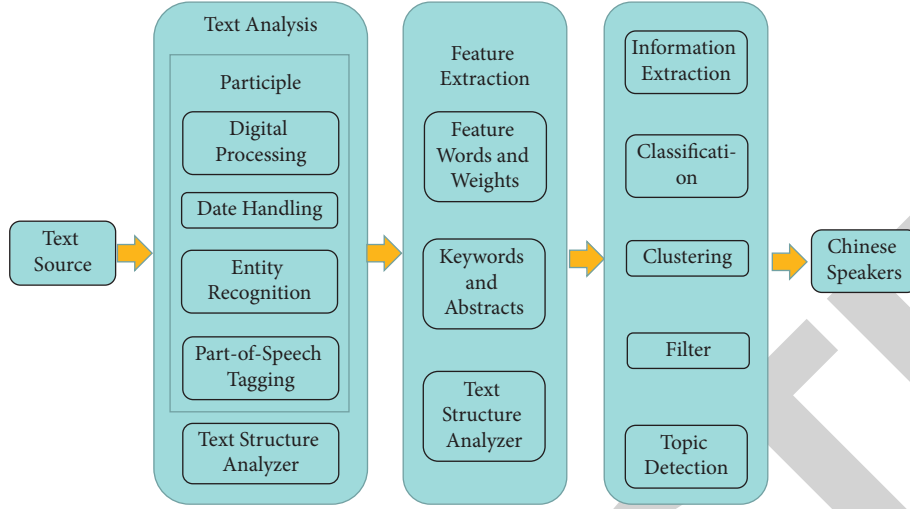 Text
Source
Text Analysis
Participle
Digital
Processing
Date Handling
Entity
Recognition
Part-of-Speech
Tagging
Text Structure
Analyzer
Feature
Extraction
Feature
Words and
Weights
Keywords
and
Abstracts
Text
Structure
Analyzer
Information
Extraction
Classificati-
on
Clustering
Filter
Topic
Detection
Chinese
Speakers